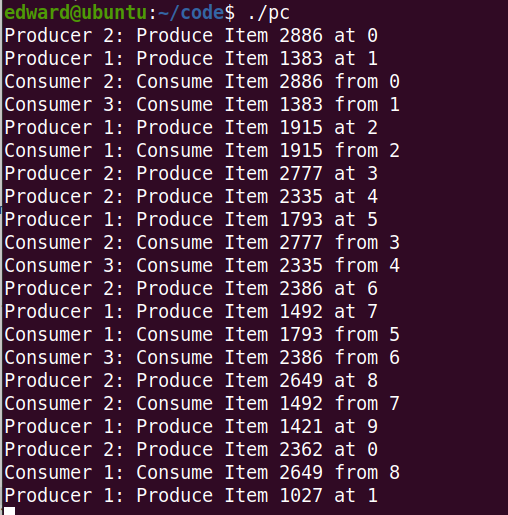 edward@ubuntu:~/code$ ./pc
Producer 2: Produce Item 2886 at 0
Producer 1: Produce Item 1383 at 1
Consumer 2: Consume Item 2886 from 0
Consumer 3: Consume Item 1383 from 1
Producer 1: Produce Item 1915 at 2
Consumer 1: Consume Item 1915 from 2
Producer 2: Produce Item 2777 at 3
Producer 2: Produce Item 2335 at 4
Producer 1: Produce Item 1793 at 5
Consumer 2: Consume Item 2777 from 3
Consumer 3: Consume Item 2335 from 4
Producer 2: Produce Item 2386 at 6
Producer 1: Produce Item 1492 at 7
Consumer 1: Consume Item 1793 from 5
Consumer 3: Consume Item 2386 from 6
Producer 2: Produce Item 2649 at 8
Consumer 2: Consume Item 1492 from 7
Producer 1: Produce Item 1421 at 9
Producer 2: Produce Item 2362 at 0
Consumer 1: Consume Item 2649 from 8
Producer 1: Produce Item 1027 at 1